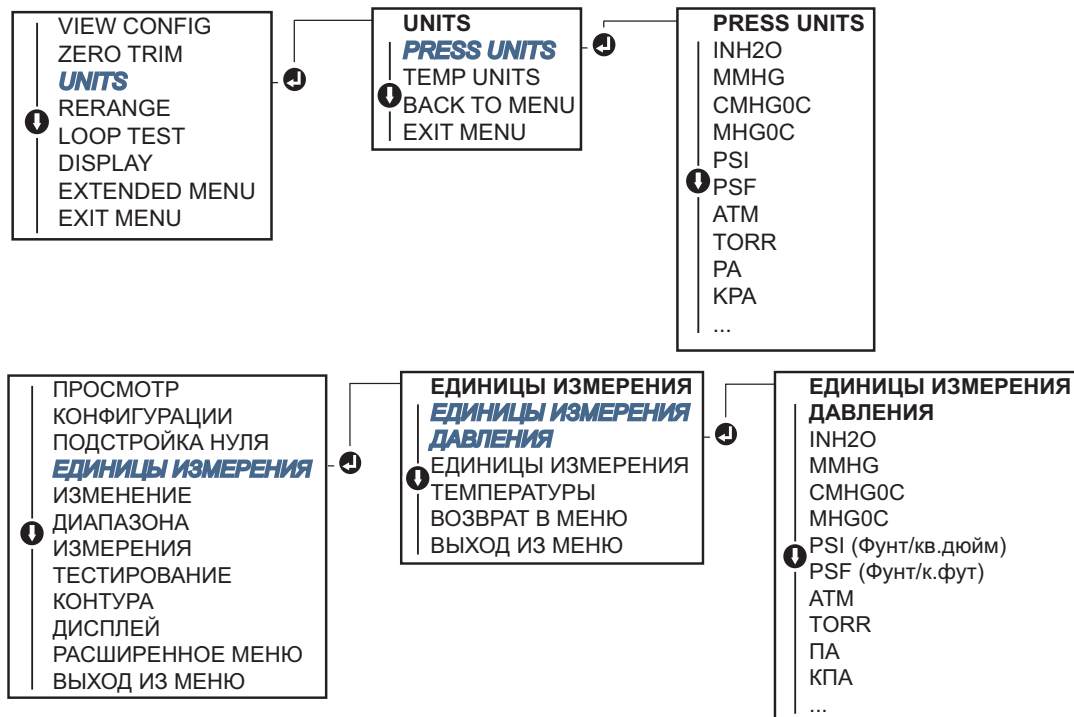 VIEW CONFIG
ZERO TRIM
UNITS
RERANGE
LOOP TEST
DISPLAY
EXTENDED MENU
EXIT MENU
UNITS
PRESS UNITS
TEMP UNITS
BACK TO MENU
EXIT MENU
PRESS UNITS
INH2O
MMHG
CMHG0C
MHG0C
PSI
PSF
ATM
TORR
PA
KPA
...
ПРОСМОТР
КОНФИГУРАЦИИ
ПОДСТРОЙКА НУЛЯ
ЕДИНИЦЫ ИЗМЕРЕНИЯ
ИЗМЕНЕНИЕ
ДИАПАЗОНА
ИЗМЕРЕНИЯ
ТЕСТИРОВАНИЕ
КОНТУРА
ДИСПЛЕЙ
РАСШИРЕННОЕ МЕНЮ
ВЫХОД ИЗ МЕНЮ
ЕДИНИЦЫ ИЗМЕРЕНИЯ
ЕДИНИЦЫ ИЗМЕРЕНИЯ
ДАВЛЕНИЯ
ЕДИНИЦЫ ИЗМЕРЕНИЯ
ТЕМПЕРАТУРЫ
ВОЗВРАТ В МЕНЮ
ВЫХОД ИЗ МЕНЮ
ЕДИНИЦЫ ИЗМЕРЕНИЯ
ДАВЛЕНИЯ
INH2O
MMHG
CMHG0C
MHG0C
PSI (Фунт/кв.дюйм)
PSF (Фунт/к.фут)
ATM
TORR
ПА
КПА
...